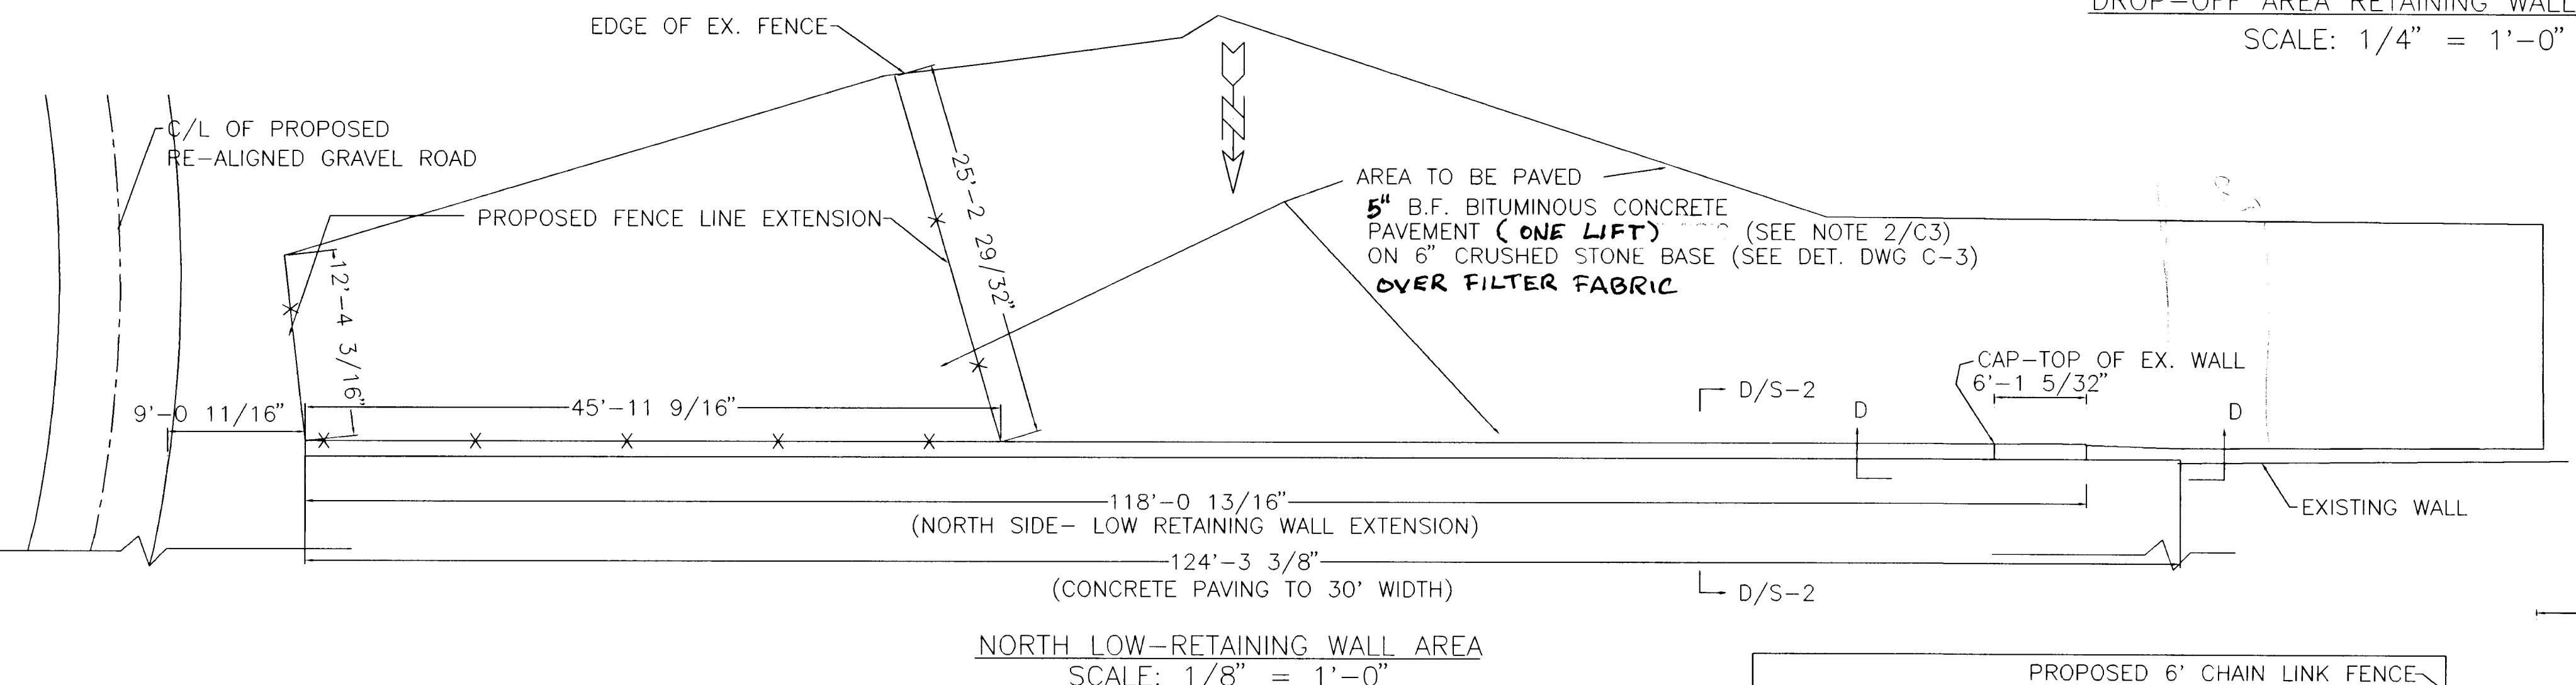 DROP-OFF AREA RETAINING WALL
SCALE: 1/4" = 1'-0"
EDGE OF EX. FENCE
C/L OF PROPOSED
RE-ALIGNED GRAVEL ROAD
PROPOSED FENCE LINE EXTENSION
25'-2 29/32"
N
AREA TO BE PAVED
5" B.F. BITUMINOUS CONCRETE
PAVEMENT (ONE LIFT) (SEE NOTE 2/C3)
ON 6" CRUSHED STONE BASE (SEE DET. DWG C-3)
OVER FILTER FABRIC
12'-4 3/16"
9'-0 11/16"
45'-11 9/16"
CAP-TOP OF EX. WALL
6'-1 5/32"
D/S-2
D
D
118'-0 13/16"
(NORTH SIDE- LOW RETAINING WALL EXTENSION)
EXISTING WALL
124'-3 3/8"
(CONCRETE PAVING TO 30' WIDTH)
D/S-2
NORTH LOW-RETAINING WALL AREA
SCALE: 1/8" = 1'-0"
PROPOSED 6' CHAIN LINK FENCE